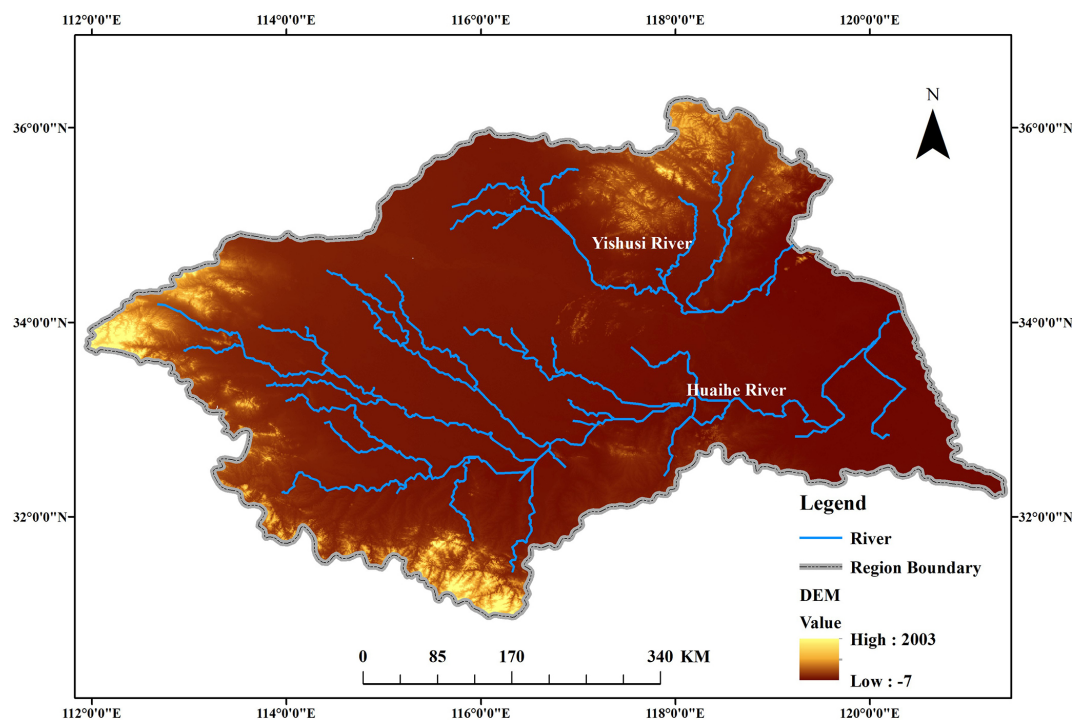 112°0'0"E 114°0'0"E 116°0'0"E 118°0'0"E 120°0'0"E
N
36°0'0"N 36°0'0"N
Yishusi River
34°0'0"N 34°0'0"N
Huaihe River
32°0'0"N 32°0'0"N
Legend
River
Region Boundary
DEM
Value
High : 2003
Low : -7
0 85 170 340 KM
112°0'0"E 114°0'0"E 116°0'0"E 118°0'0"E 120°0'0"E